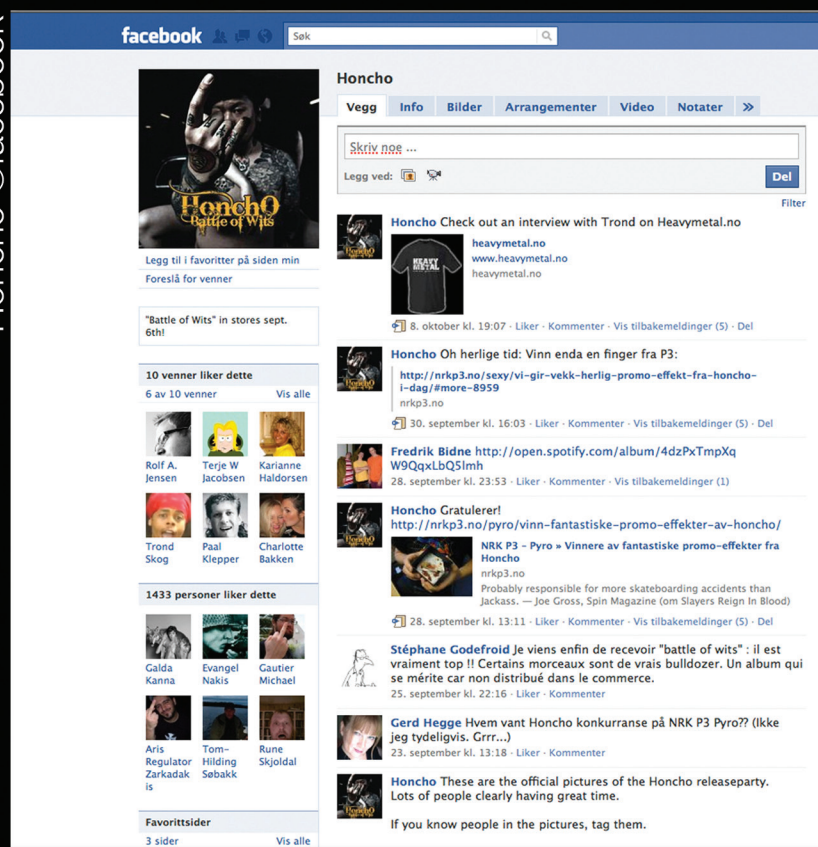 Honcho @facebook
facebook
Søk
Honcho
Vegg Info Bilder Arrangementer Video Notater »
Skriv noe ...
Legg ved:
Del
Filter
HonchO
Battle of Wits
Legg til i favoritter på siden min
Foreslå for venner
"Battle of Wits" in stores sept.
6th!
10 venner liker dette
6 av 10 venner Vis alle
Rolf A.
Jensen
Terje W
Jacobsen
Karianne
Haldorsen
Trond
Skog
Paal
Klepper
Charlotte
Bakken
1433 personer liker dette
Galda
Kanna
Evangel
Nakis
Gautier
Michael
Aris
Regulator
Zarkadak
is
Tom-
Hilding
Søbakk
Rune
Skjoldal
Favorittsider
3 sider Vis alle
Honcho Check out an interview with Trond on Heavymetal.no
HEAVY
METAL
heavymetal.no
www.heavymetal.no
heavymetal.no
8. oktober kl. 19:07 · Liker · Kommenter · Vis tilbakemeldinger (5) · Del
Honcho Oh herlige tid: Vinn enda en finger fra P3:
http://nrkp3.no/sexy/vi-gir-vekk-herlig-promo-effekt-fra-honcho-
i-dag/#more-8959
nrkp3.no
30. september kl. 16:03 · Liker · Kommenter · Vis tilbakemeldinger (5) · Del
Fredrik Bidne http://open.spotify.com/album/4dzPxTmpXq
W9QqxLbQ5lmh
28. september kl. 23:53 · Liker · Kommenter · Vis tilbakemeldinger (1)
Honcho Gratulerer!
http://nrkp3.no/pyro/vinn-fantastiske-promo-effekter-av-honcho/
NRK P3 – Pyro » Vinnere av fantastiske promo-effekter fra
Honcho
nrkp3.no
Probably responsible for more skateboarding accidents than
Jackass. — Joe Gross, Spin Magazine (om Slayers Reign In Blood)
28. september kl. 13:11 · Liker · Kommenter · Vis tilbakemeldinger (5) · Del
Stéphane Godefroid Je viens enfin de recevoir "battle of wits" : il est
vraiment top !! Certains morceaux sont de vrais bulldozer. Un album qui
se mérite car non distribué dans le commerce.
25. september kl. 22:16 · Liker · Kommenter
Gerd Hegge Hvem vant Honcho konkurranse på NRK P3 Pyro?? (Ikke
jeg tydeligvis. Grrr...)
23. september kl. 13:18 · Liker · Kommenter
Honcho These are the official pictures of the Honcho releaseparty.
Lots of people clearly having great time.
If you know people in the pictures, tag them.